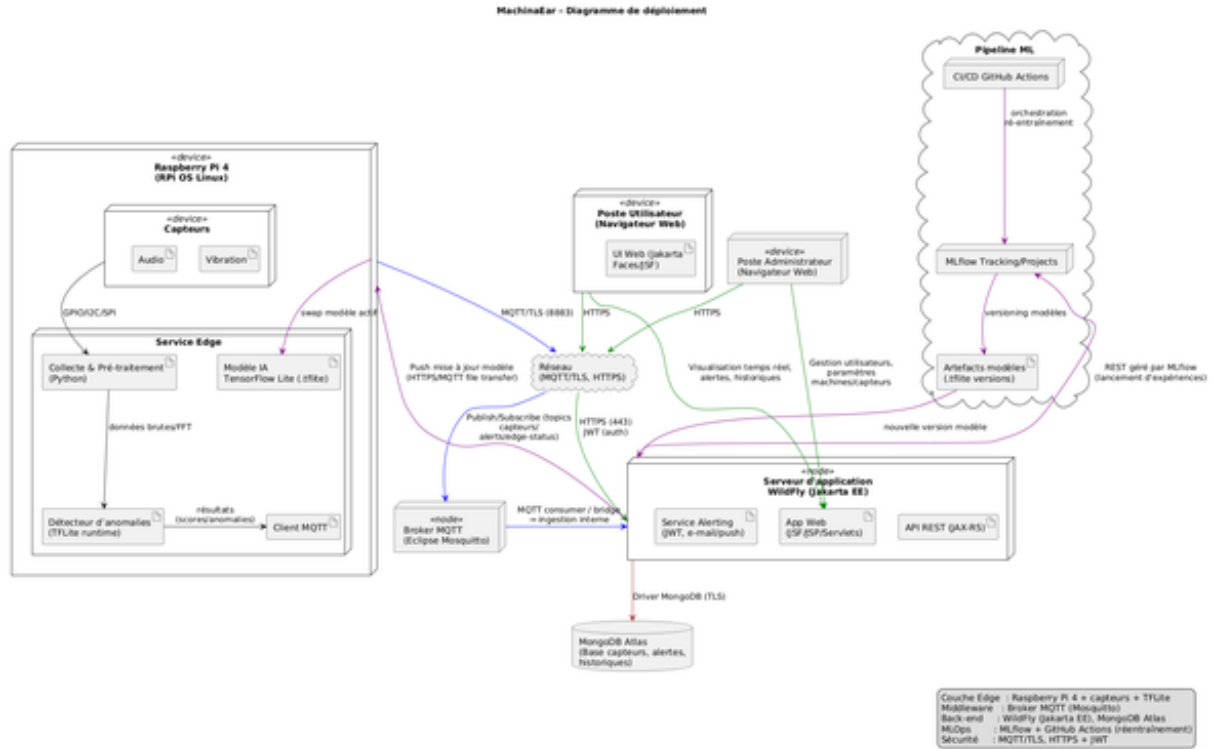 MachinaEar – Diagramme de déploiement
Pipeline ML
CI/CD GitHub Actions
orchestration
ré-entraînement
MLflow Tracking/Projects
versioning modèles
Artefacts modèles
(.tflite versions)
REST géré par MLflow
(lancement d'expériences)
nouvelle version modèle
«device»
Raspberry Pi 4
(RPi OS Linux)
«device»
Capteurs
Audio
Vibration
GPIO/I2C/SPI
swap modèle actif
Service Edge
Collecte & Pré-traitement
(Python)
Modèle IA
TensorFlow Lite (.tflite)
données brutes/FFT
Détecteur d'anomalies
(TFLite runtime)
résultats
(scores/anomalies)
Client MQTT
«device»
Poste Utilisateur
(Navigateur Web)
UI Web (Jakarta
Faces/JSF)
«device»
Poste Administrateur
(Navigateur Web)
MQTT/TLS (8883)
HTTPS
HTTPS
Push mise à jour modèle
(HTTPS/MQTT file transfer)
Réseau
(MQTT/TLS, HTTPS)
Visualisation temps réel,
alertes, historiques
Gestion utilisateurs,
paramètres
machines/capteurs
Publish/Subscribe (topics
capteurs/
alerts/edge-status)
HTTPS (443)
JWT (auth)
«node»
Broker MQTT
(Eclipse Mosquitto)
MQTT consumer / bridge
→ ingestion interne
«node»
Serveur d'application
WildFly (Jakarta EE)
Service Alerting
(JWT, e-mail/push)
App Web
(JSF/JSP/Servlets)
API REST (JAX-RS)
Driver MongoDB (TLS)
MongoDB Atlas
(Base capteurs, alertes,
historiques)
Couche Edge : Raspberry Pi 4 + capteurs + TFLite
Middleware : Broker MQTT (Mosquitto)
Back-end : WildFly (Jakarta EE), MongoDB Atlas
MLOps : MLflow + GitHub Actions (réentraînement)
Sécurité : MQTT/TLS, HTTPS + JWT